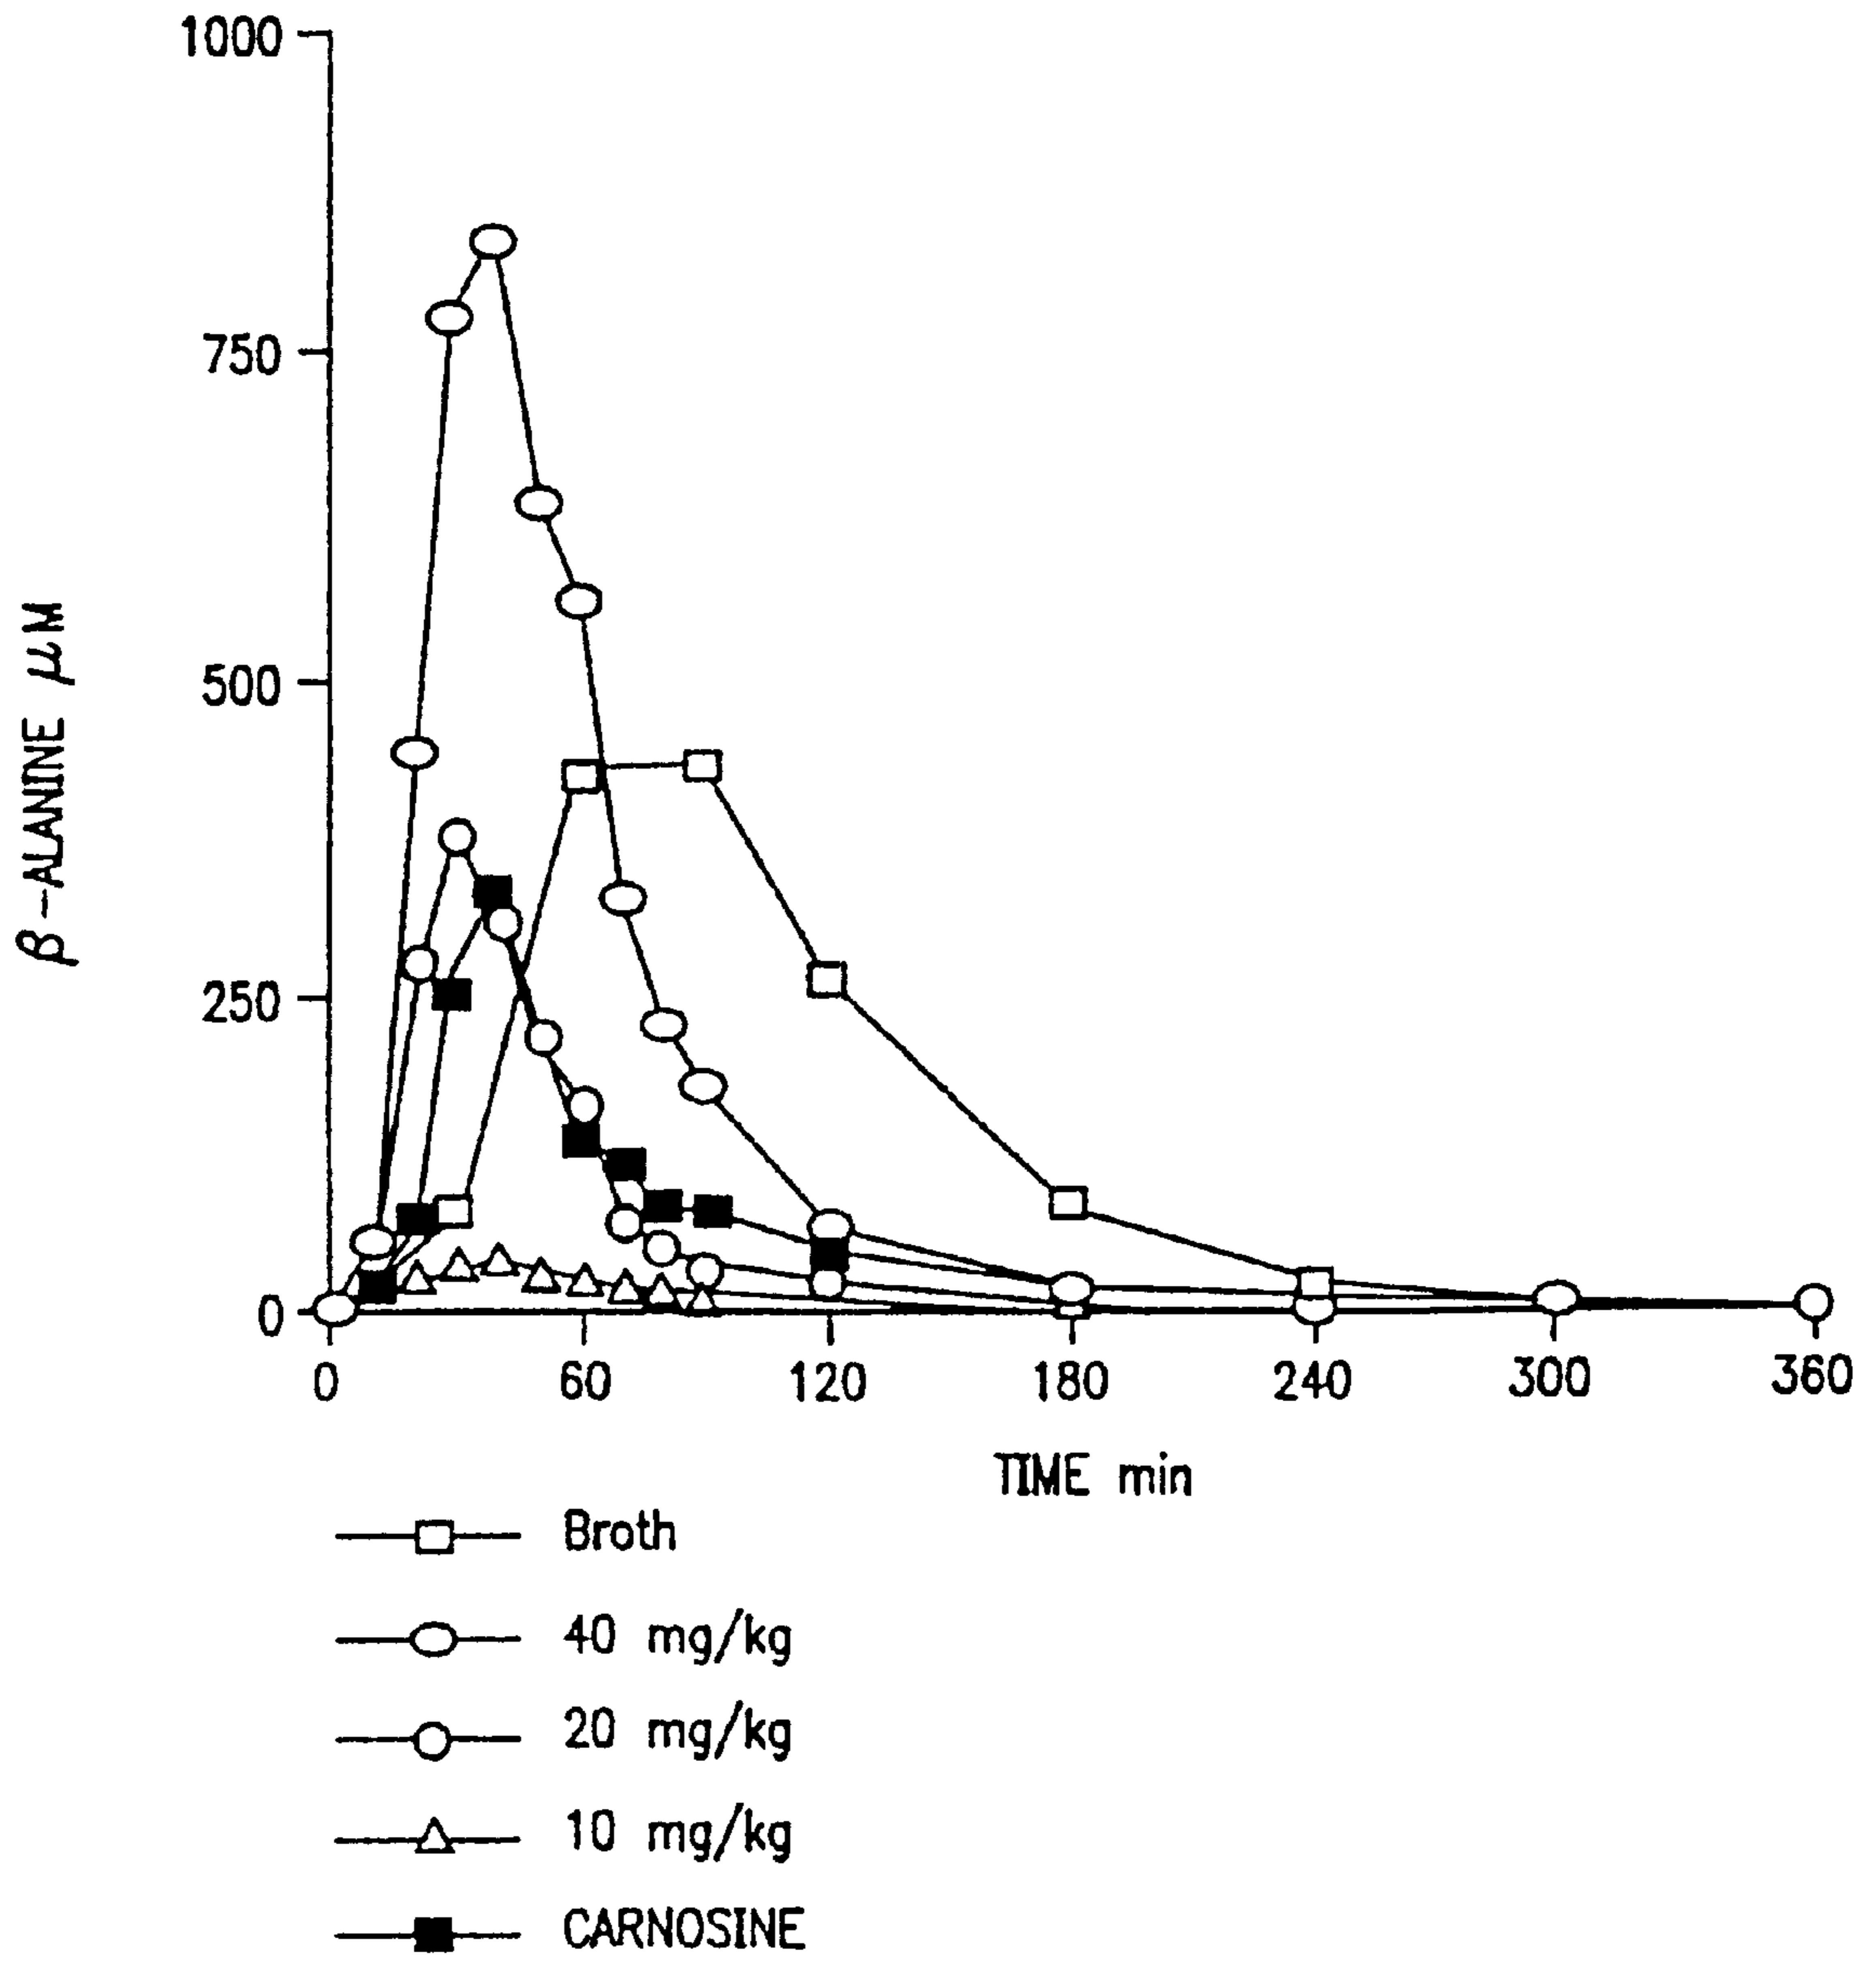 1000
750
500
250
0
β-ALANINE μM
0 60 120 180 240 300 360
TIME min
Broth
40 mg/kg
20 mg/kg
10 mg/kg
CARNOSINE